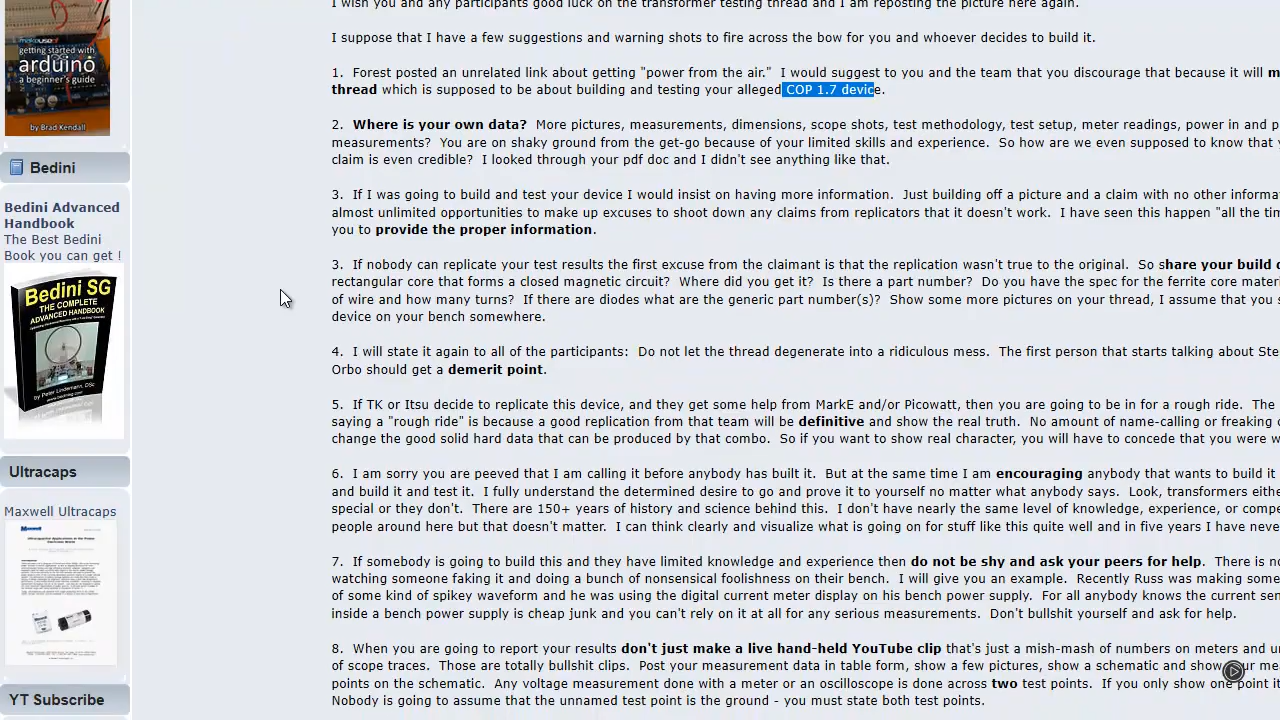 makeuseof
getting started with
arduino
a beginner's guide
by Brad Kendall
Bedini
Bedini Advanced
Handbook
The Best Bedini
Book you can get !
Bedini SG
THE COMPLETE
ADVANCED HANDBOOK
by Peter Lindemann, DSc
Ultracaps
Maxwell Ultracaps
YT Subscribe
I wish you and any participants good luck on the transformer testing thread and I am reposting the picture here again.
I suppose that I have a few suggestions and warning shots to fire across the bow for you and whoever decides to build it.
1. Forest posted an unrelated link about getting "power from the air." I would suggest to you and the team that you discourage that because it will m
thread which is supposed to be about building and testing your alleged COP 1.7 device.
2. Where is your own data? More pictures, measurements, dimensions, scope shots, test methodology, test setup, meter readings, power in and p
measurements? You are on shaky ground from the get-go because of your limited skills and experience. So how are we even supposed to know that y
claim is even credible? I looked through your pdf doc and I didn't see anything like that.
3. If I was going to build and test your device I would insist on having more information. Just building off a picture and a claim with no other informa
almost unlimited opportunities to make up excuses to shoot down any claims from replicators that it doesn't work. I have seen this happen "all the tim
you to provide the proper information.
3. If nobody can replicate your test results the first excuse from the claimant is that the replication wasn't true to the original. So share your build d
rectangular core that forms a closed magnetic circuit? Where did you get it? Is there a part number? Do you have the spec for the ferrite core mater
of wire and how many turns? If there are diodes what are the generic part number(s)? Show some more pictures on your thread, I assume that you s
device on your bench somewhere.
4. I will state it again to all of the participants: Do not let the thread degenerate into a ridiculous mess. The first person that starts talking about Ste
Orbo should get a demerit point.
5. If TK or Itsu decide to replicate this device, and they get some help from MarkE and/or Picowatt, then you are going to be in for a rough ride. The
saying a "rough ride" is because a good replication from that team will be definitive and show the real truth. No amount of name-calling or freaking o
change the good solid hard data that can be produced by that combo. So if you want to show real character, you will have to concede that you were w
6. I am sorry you are peeved that I am calling it before anybody has built it. But at the same time I am encouraging anybody that wants to build it
and build it and test it. I fully understand the determined desire to go and prove it to yourself no matter what anybody says. Look, transformers eithe
special or they don't. There are 150+ years of history and science behind this. I don't have nearly the same level of knowledge, experience, or compe
people around here but that doesn't matter. I can think clearly and visualize what is going on for stuff like this quite well and in five years I have neve
7. If somebody is going to build this and they have limited knowledge and experience then do not be shy and ask your peers for help. There is no
watching someone fumbling and doing a bunch of nonsensical foolishness on their bench. I will give you an example. Recently Russ was making some
of some kind of spikey waveform and he was using the digital current meter display on his bench power supply. For all anybody knows the current sen
inside a bench power supply is cheap junk and you can't rely on it at all for any serious measurements. Don't bullshit yourself and ask for help.
8. When you are going to report your results don't just make some hand-held YouTube clip that's just a mish-mash of numbers on meters and un
of scope traces. Those are totally bullshit clips. Post your measurement data in table form, show a few pictures, show a schematic and show your me
points on the schematic. Any voltage measurement done with a meter or an oscilloscope is done across two test points. If you only show one point it
Nobody is going to assume that the unnamed test point is the ground - you must state both test points.